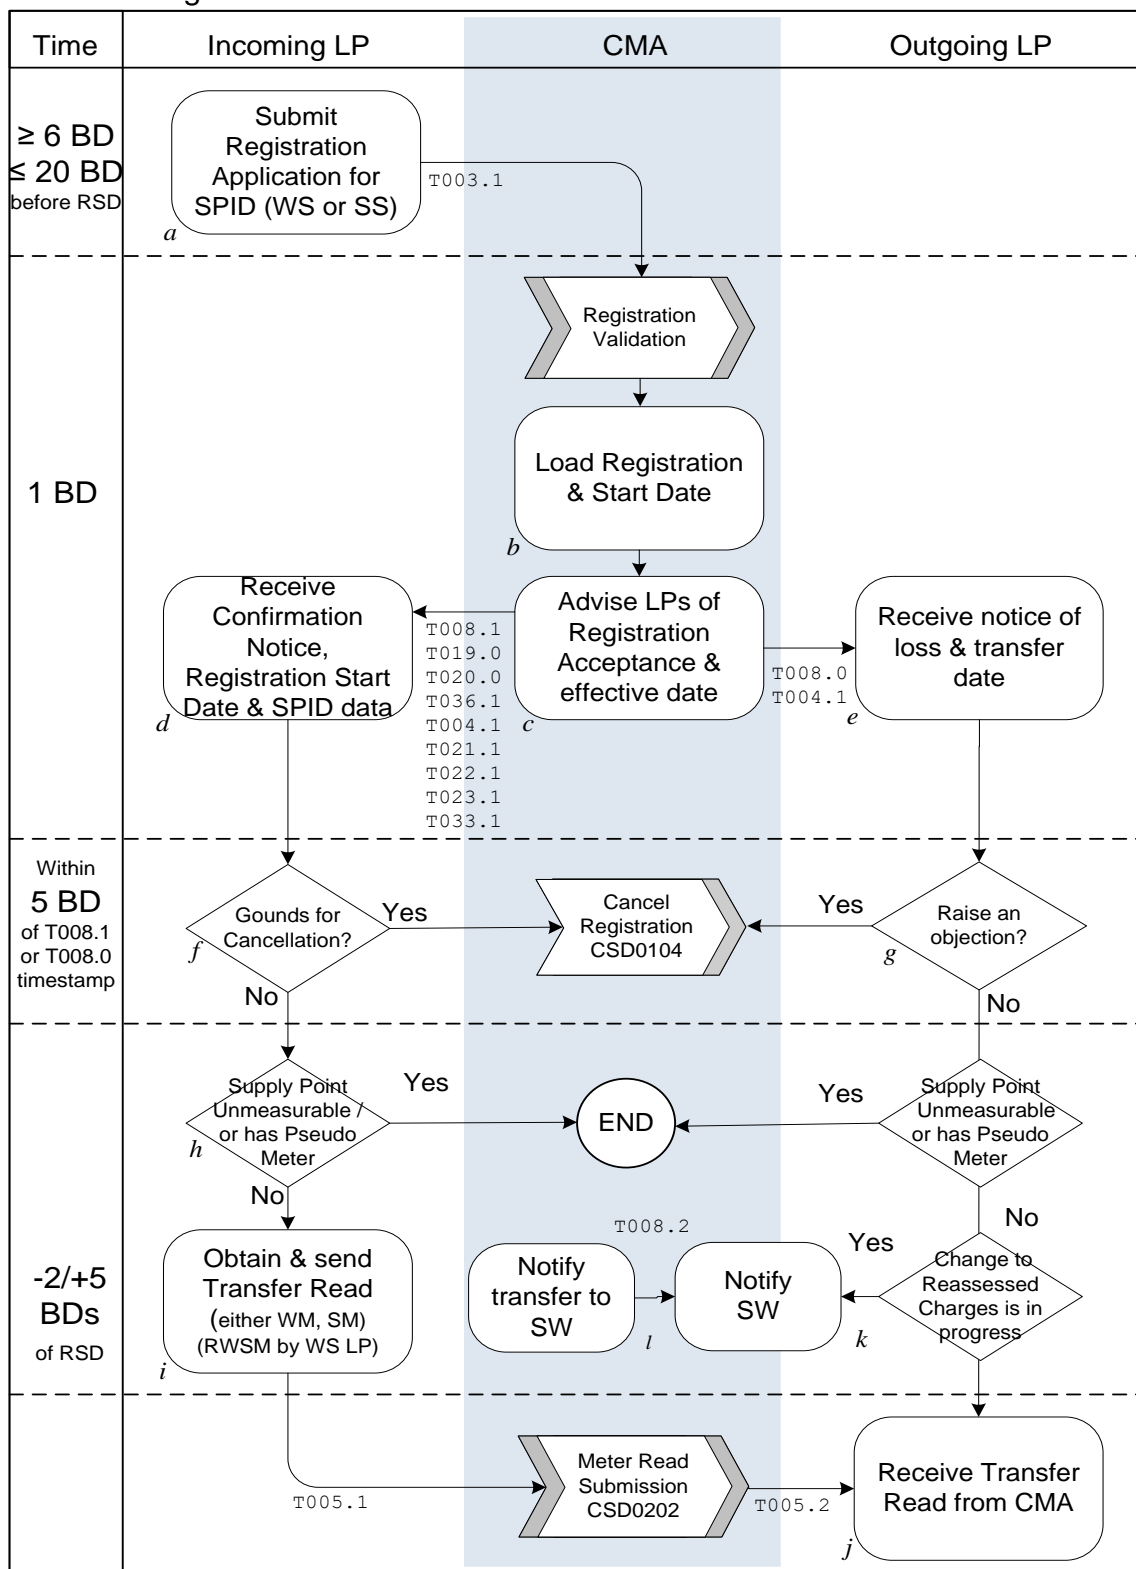 Time
Incoming LP
CMA
Outgoing LP
≥ 6 BD
≤ 20 BD
before RSD
Submit
Registration
Application for
SPID (WS or SS)
a
T003.1
Registration
Validation
1 BD
Load Registration
& Start Date
b
Receive
Confirmation
Notice,
Registration Start
Date & SPID data
d
T008.1
T019.0
T020.0
T036.1
T004.1
T021.1
T022.1
T023.1
T033.1
Advise LPs of
Registration
Acceptance &
effective date
c
T008.0
T004.1
Receive notice of
loss & transfer
date
e
Within
5 BD
of T008.1
or T008.0
timestamp
Gounds for
Cancellation?
f
Yes
No
Cancel
Registration
CSD0104
Yes
Raise an
objection?
g
No
Supply Point
Unmeasurable /
or has Pseudo
Meter
h
Yes
No
END
Yes
Supply Point
Unmeasurable
or has Pseudo
Meter
No
-2/+5
BDs
of RSD
Obtain & send
Transfer Read
(either WM, SM)
(RWSM by WS LP)
i
T008.2
Notify
transfer to
SW
l
Notify
SW
k
Yes
Change to
Reassessed
Charges is in
progress
T005.1
Meter Read
Submission
CSD0202
T005.2
Receive Transfer
Read from CMA
j